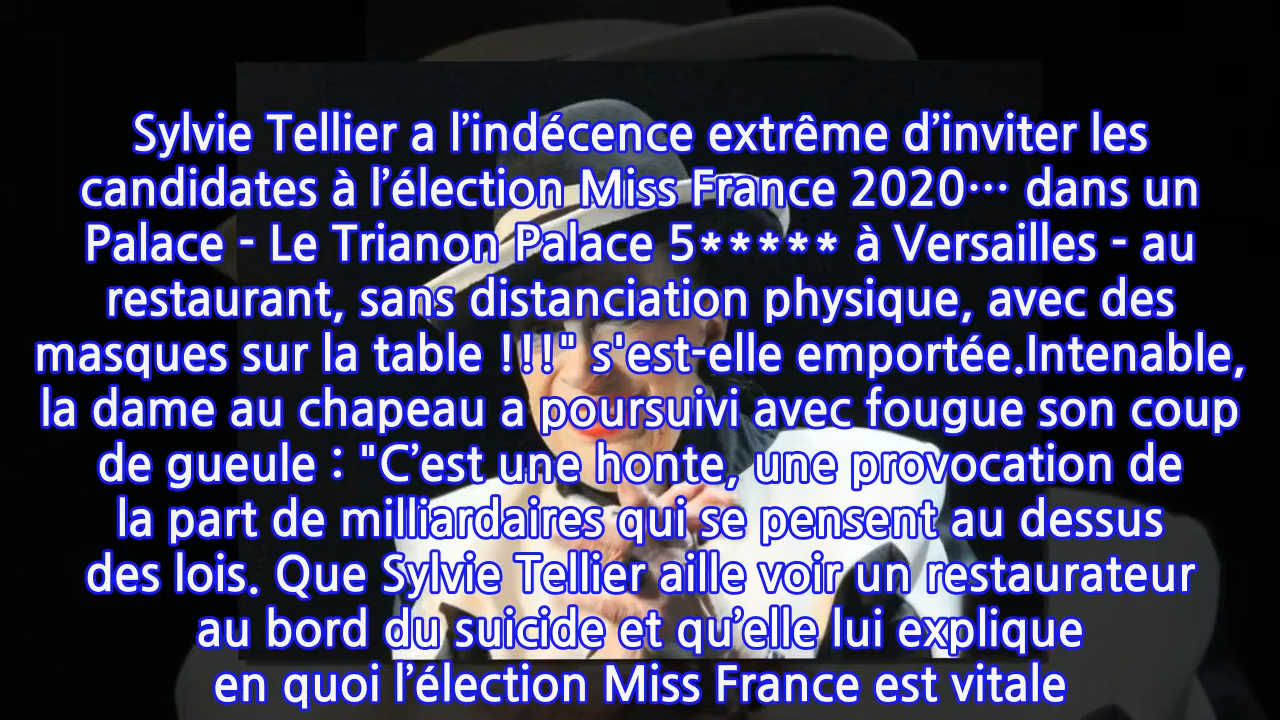 Sylvie Tellier a l’indécence extrême d’inviter les
candidates à l’élection Miss France 2020… dans un
Palace - Le Trianon Palace 5***** à Versailles - au
restaurant, sans distanciation physique, avec des
masques sur la table !!!" s'est-elle emportée.Intenable,
la dame au chapeau a poursuivi avec fougue son coup
de gueule : "C’est une honte, une provocation de
la part de milliardaires qui se pensent au dessus
des lois. Que Sylvie Tellier aille voir un restaurateur
au bord du suicide et qu’elle lui explique
en quoi l’élection Miss France est vitale